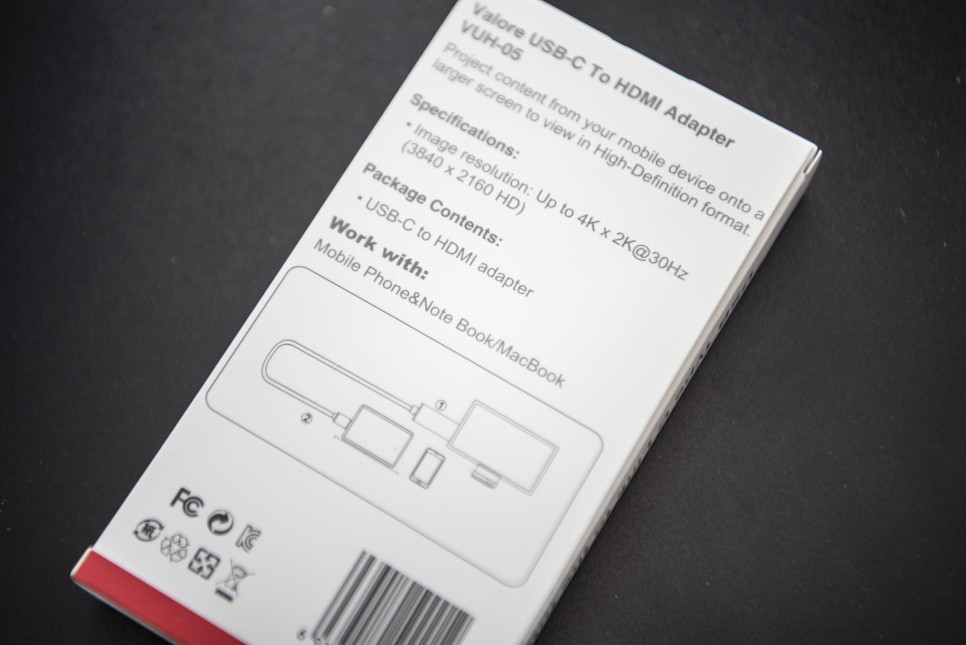 Valore USB-C To HDMI Adapter
VUH-05
Project content from your mobile device onto a
larger screen to view in High-Definition format.
Specifications:
• Image resolution: Up to 4K x 2K@30Hz
(3840 x 2160 HD)
Package Contents:
• USB-C to HDMI adapter
Work with:
Mobile Phone&Note Book/MacBook
①
②
FC
6